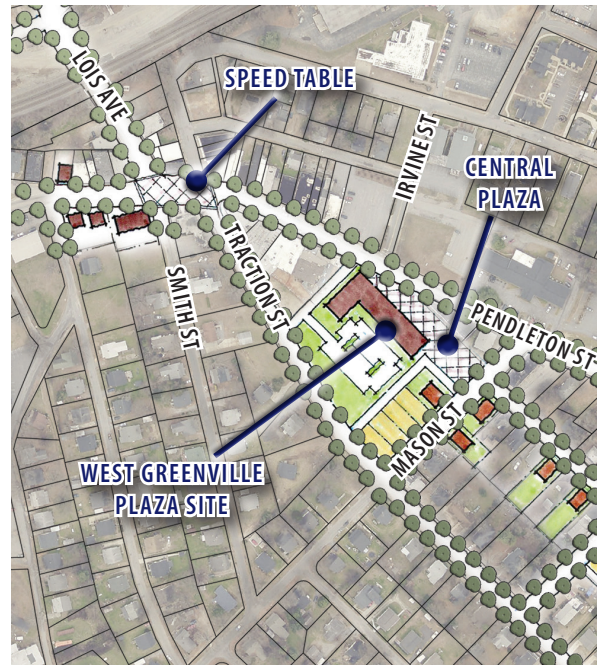 LOIS AVE
SPEED TABLE
IRVINE ST
CENTRAL
PLAZA
TRACTION ST
SMITH ST
PENDLETON ST
MASON ST
WEST GREENVILLE
PLAZA SITE